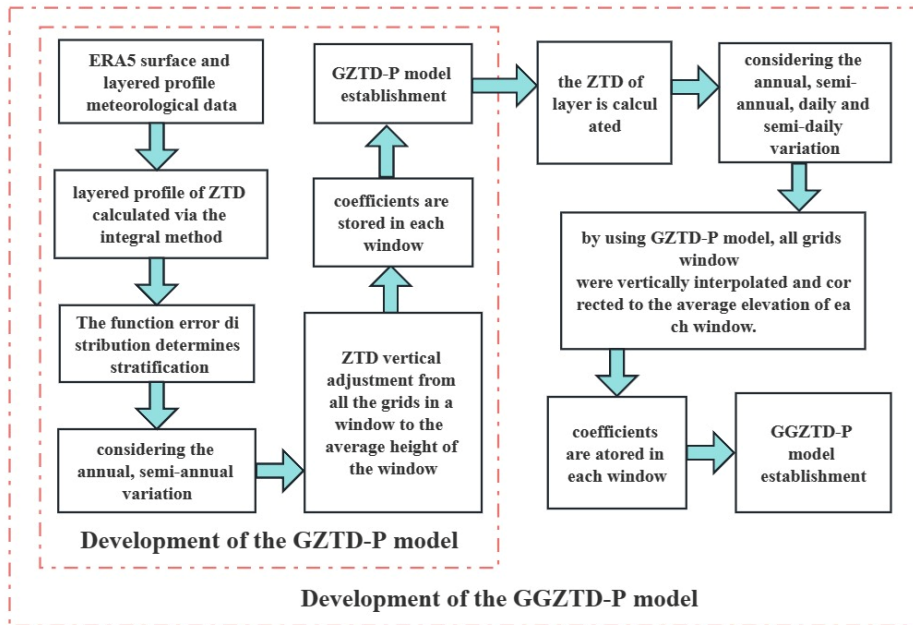 ERA5 surface and
layered profile
meteorological data
layered profile of ZTD
calculated via the
integral method
The function error di
stribution determines
stratification
considering the
annual, semi-annual
variation
ZTD vertical
adjustment from
all the grids in a
window to the
average height of
the window
coefficients are
stored in each
window
GZTD-P model
establishment
Development of the GZTD-P model
the ZTD of
layer is calcul
ated
considering the
annual, semi-
annual, daily and
semi-daily
variation
by using GZTD-P model, all grids
window
were vertically interpolated and cor
rected to the average elevation of ea
ch window.
coefficients
are atored in
each window
GGZTD-P
model
establishment
Development of the GGZTD-P model